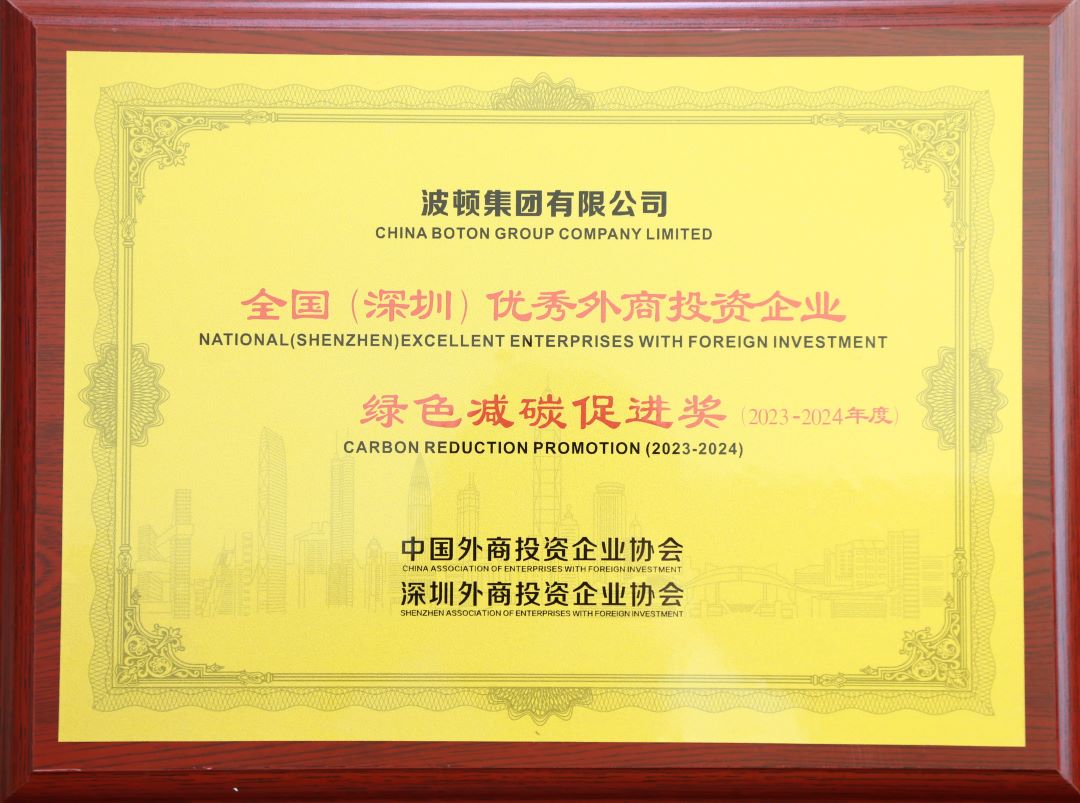 波顿集团有限公司
CHINA BOTON GROUP COMPANY LIMITED
全国（深圳）优秀外商投资企业
NATIONAL(SHENZHEN)EXCELLENT ENTERPRISES WITH FOREIGN INVESTMENT
绿色减碳促进奖（2023-2024年度）
CARBON REDUCTION PROMOTION (2023-2024)
中国外商投资企业协会
CHINA ASSOCIATION OF ENTERPRISES WITH FOREIGN INVESTMENT
深圳外商投资企业协会
SHENZHEN ASSOCIATION OF ENTERPRISES WITH FOREIGN INVESTMENT